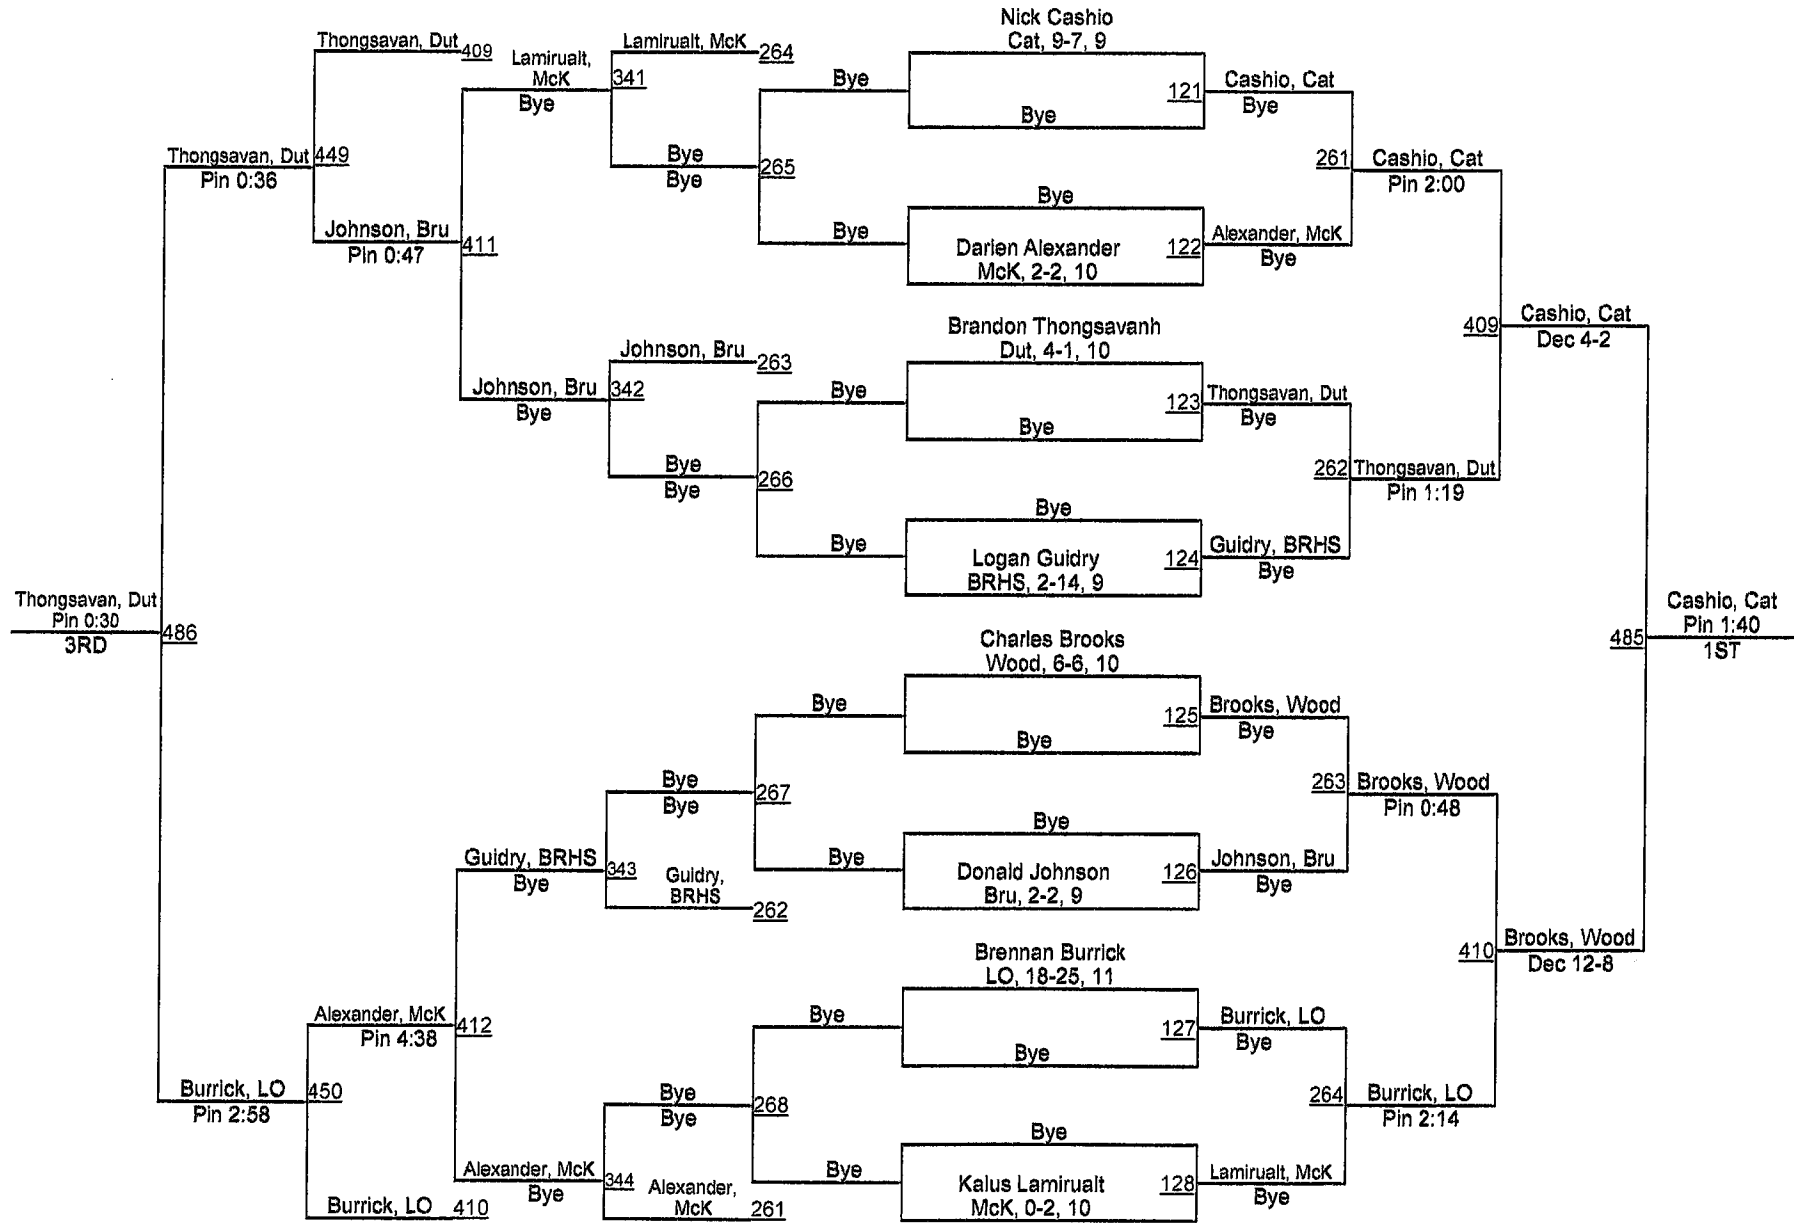 Nick Cashio
Cat, 9-7, 9
Thongsavan, Dut 409
Lamirualt, McK 264
Lamirualt,
McK
Bye
341
Bye
121
Cashio, Cat
Bye
Bye
Thongsavan, Dut 449
Pin 0:36
Bye
Bye
265
261
Cashio, Cat
Pin 2:00
Bye
Johnson, Bru
Pin 0:47
411
Bye
Darien Alexander
McK, 2-2, 10
122
Alexander, McK
Bye
Brandon Thongsavanh
Dut, 4-1, 10
409
Cashio, Cat
Dec 4-2
Johnson, Bru
263
Johnson, Bru
Bye
342
Bye
123
Thongsavan, Dut
Bye
Bye
Bye
Bye
266
262
Thongsavan, Dut
Pin 1:19
Bye
Bye
Logan Guidry
BRHS, 2-14, 9
124
Guidry, BRHS
Bye
Thongsavan, Dut
Pin 0:30
3RD
486
Charles Brooks
Wood, 6-6, 10
485
Cashio, Cat
Pin 1:40
1ST
Bye
125
Brooks, Wood
Bye
Bye
Bye
Bye
267
263
Brooks, Wood
Pin 0:48
Bye
Guidry, BRHS
Bye
343
Guidry,
BRHS
262
Bye
Donald Johnson
Bru, 2-2, 9
126
Johnson, Bru
Bye
Brennan Burrick
LO, 18-25, 11
410
Brooks, Wood
Dec 12-8
Alexander, McK
Pin 4:38
412
Bye
127
Burrick, LO
Bye
Bye
Burrick, LO
Pin 2:58
450
Bye
Bye
268
264
Burrick, LO
Pin 2:14
Bye
Alexander, McK
Bye
344
Alexander,
McK
261
Bye
Kalus Lamirualt
McK, 0-2, 10
128
Lamirualt, McK
Bye
Burrick, LO
410